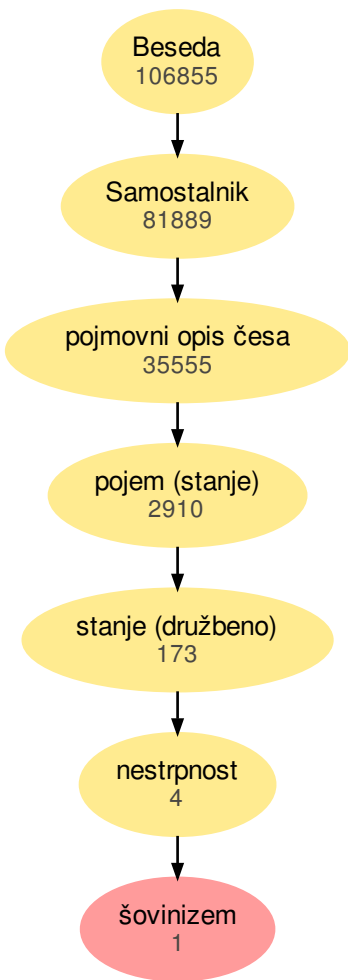 Beseda
106855
Samostalnik
81889
pojmovni opis česa
35555
pojem (stanje)
2910
stanje (družbeno)
173
nestrpnost
4
šovinizem
1